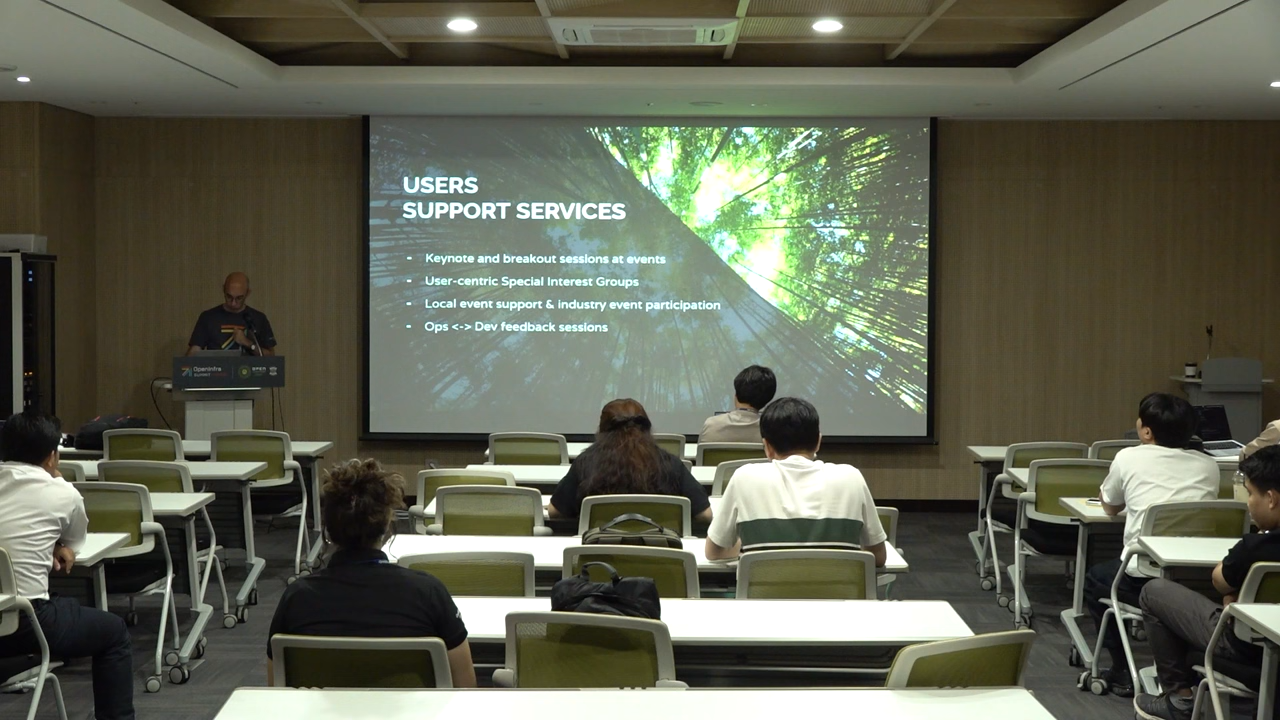 USERS
SUPPORT SERVICES
- Keynote and breakout sessions at events
- User-centric Special Interest Groups
- Local event support & industry event participation
- Ops <-> Dev feedback sessions
OpenInfra
SUMMIT